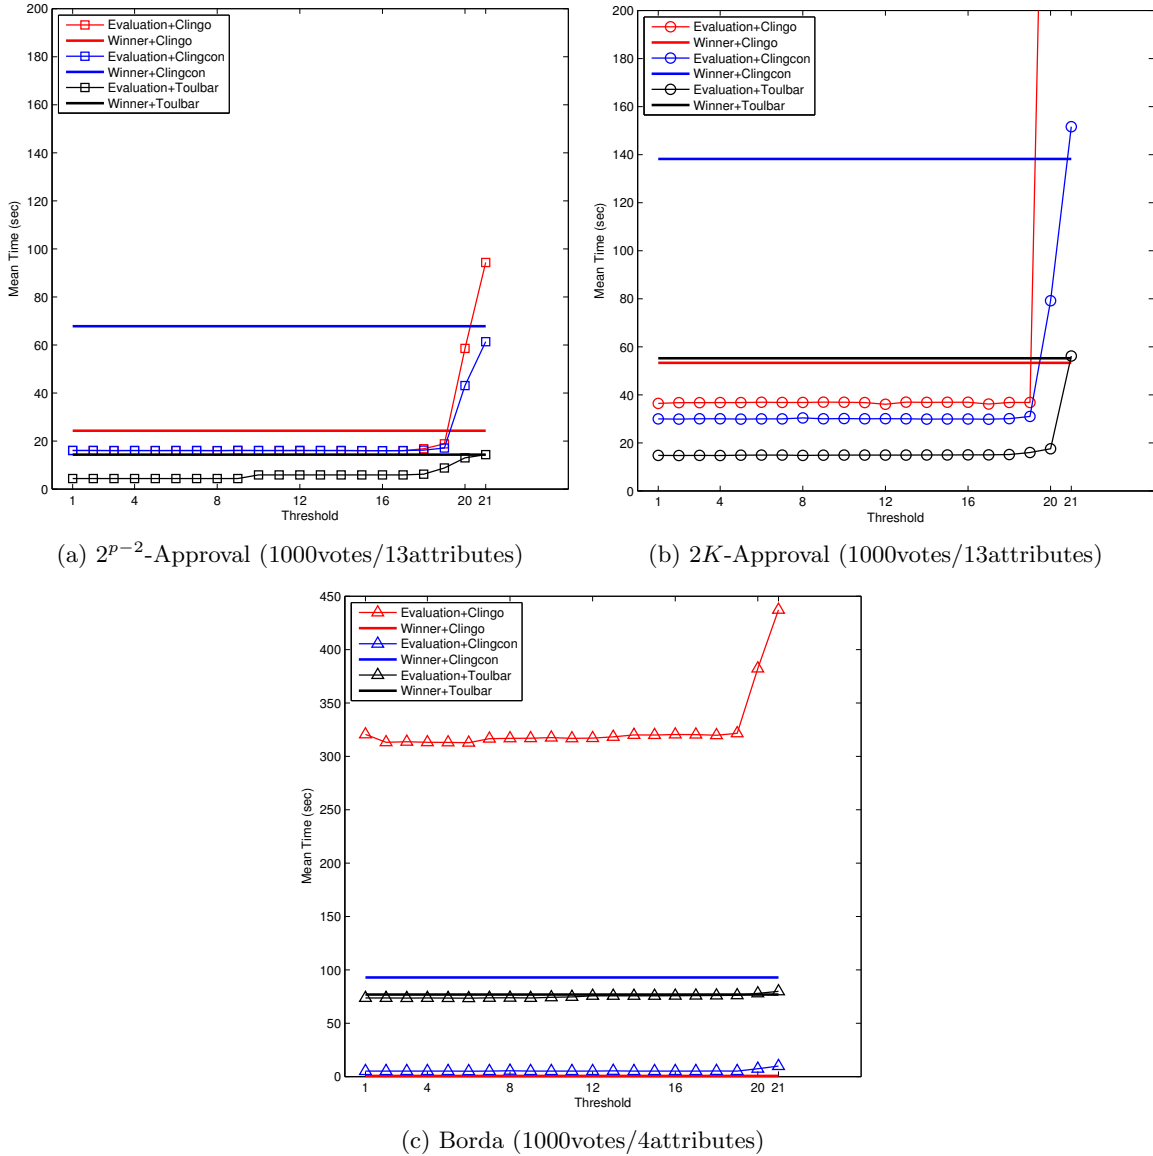 200
180
160
140
120
100
80
60
40
20
0
Mean Time (sec)
Evaluation+Clingo
Winner+Clingo
Evaluation+Clingcon
Winner+Clingcon
Evaluation+Toulbar
Winner+Toulbar
1 4 8 12 16 20 21
Threshold
(a) 2^{p−2}-Approval (1000votes/13attributes)
200
180
160
140
120
100
80
60
40
20
0
Mean Time (sec)
Evaluation+Clingo
Winner+Clingo
Evaluation+Clingcon
Winner+Clingcon
Evaluation+Toulbar
Winner+Toulbar
1 4 8 12 16 20 21
Threshold
(b) 2K-Approval (1000votes/13attributes)
450
400
350
300
250
200
150
100
50
0
Mean Time (sec)
Evaluation+Clingo
Winner+Clingo
Evaluation+Clingcon
Winner+Clingcon
Evaluation+Toulbar
Winner+Toulbar
1 4 8 12 16 20 21
Threshold
(c) Borda (1000votes/4attributes)